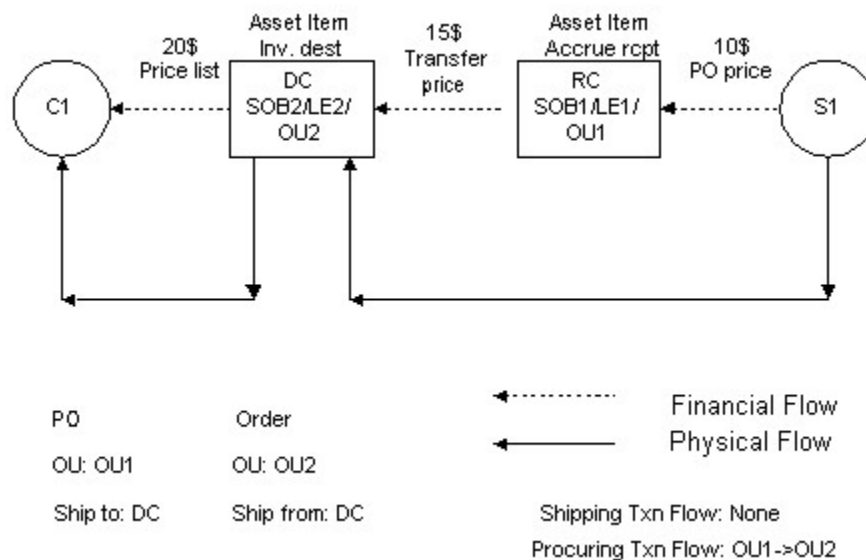 Asset Item
Inv. dest
Asset Item
Accrue rcpt
20$
Price list
15$
Transfer
price
10$
PO price
C1
DC
SOB2/LE2/
OU2
RC
SOB1/LE1/
OU1
S1
PO
Order
Financial Flow
OU: OU1
OU: OU2
Physical Flow
Ship to: DC
Ship from: DC
Shipping Txn Flow: None
Procuring Txn Flow: OU1->OU2